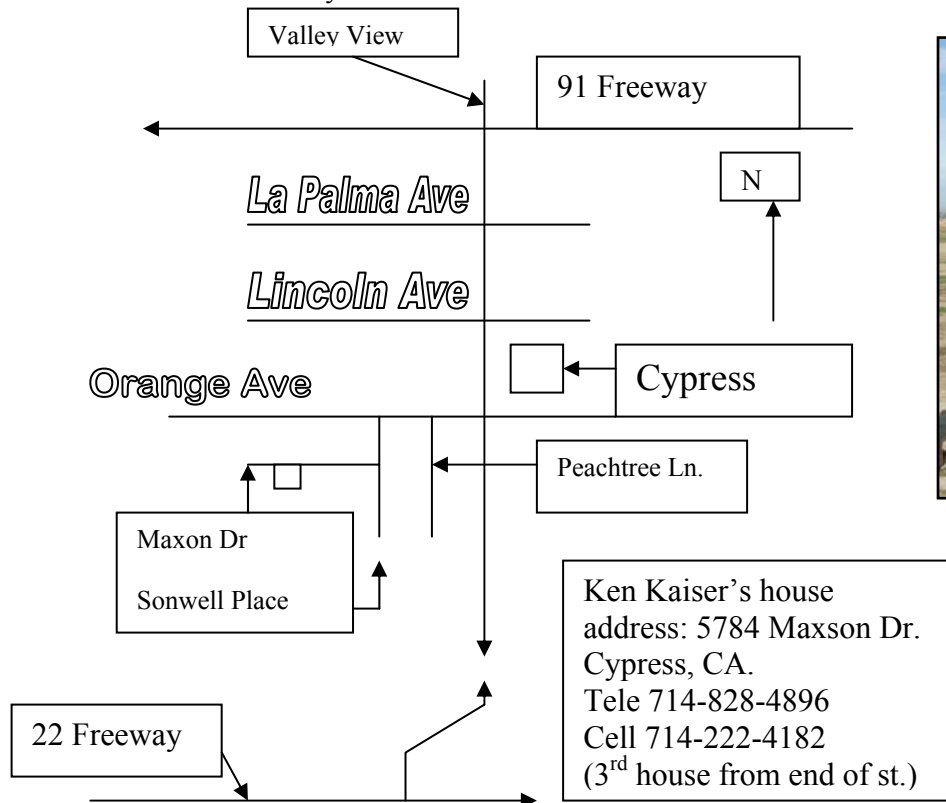 Valley View
91 Freeway
N
La Palma Ave
Lincoln Ave
Cypress
Orange Ave
Peachtree Ln.
Maxon Dr
Sonwell Place
Ken Kaiser’s house
address: 5784 Maxson Dr.
Cypress, CA.
Tele 714-828-4896
Cell 714-222-4182
(3rd house from end of st.)
22 Freeway